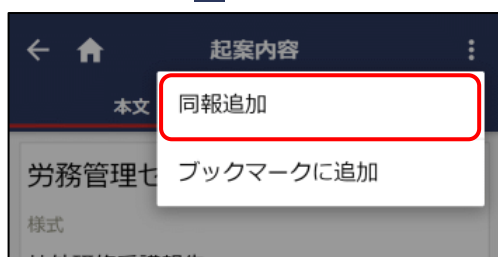 起案内容
本文
同報追加
ブックマークに追加
労務管理セ
様式